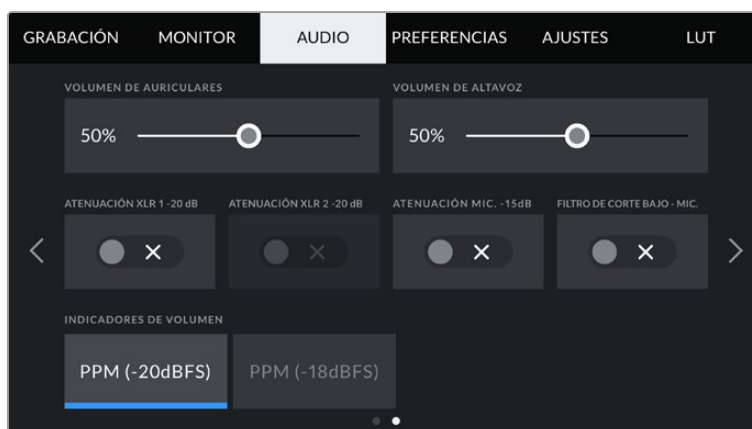 GRABACIÓN MONITOR AUDIO PREFERENCIAS AJUSTES LUT
VOLUMEN DE AURICULARES VOLUMEN DE ALTAVOZ
50% 50%
ATENUACIÓN XLR 1 -20 dB ATENUACIÓN XLR 2 -20 dB ATENUACIÓN MIC. -15dB FILTRO DE CORTE BAJO - MIC.
INDICADORES DE VOLUMEN
PPM (-20dBFS) PPM (-18dBFS)